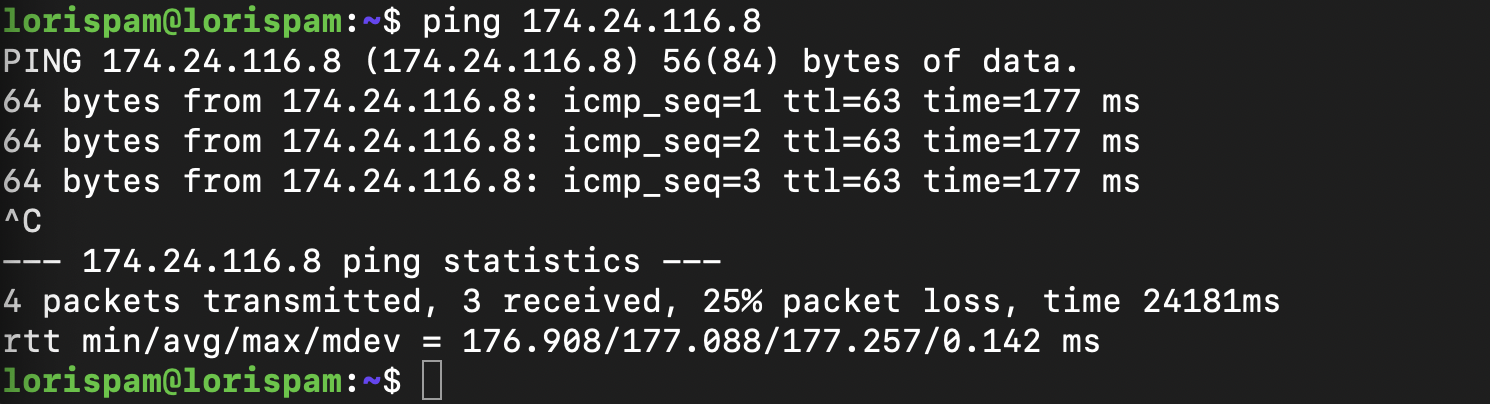 lorispam@lorispam:~$ ping 174.24.116.8
PING 174.24.116.8 (174.24.116.8) 56(84) bytes of data.
64 bytes from 174.24.116.8: icmp_seq=1 ttl=63 time=177 ms
64 bytes from 174.24.116.8: icmp_seq=2 ttl=63 time=177 ms
64 bytes from 174.24.116.8: icmp_seq=3 ttl=63 time=177 ms
^C
--- 174.24.116.8 ping statistics ---
4 packets transmitted, 3 received, 25% packet loss, time 24181ms
rtt min/avg/max/mdev = 176.908/177.088/177.257/0.142 ms
lorispam@lorispam:~$